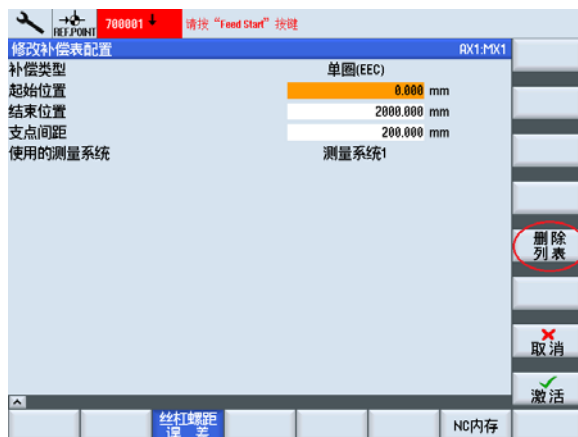 REF.POINT 700001 请按“Feed Start”按键
修改补偿表配置 AX1:MX1
补偿类型 单圈(EEC)
起始位置 0.000 mm
结束位置 2000.000 mm
支点间距 200.000 mm
使用的测量系统 测量系统1
删除
列表
取消
激活
丝杠螺距
误 差
NC内存